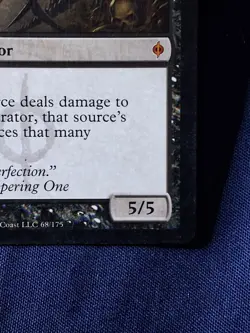 or
ce deals damage to
rator, that source's
ces that many
erfection."
pering One
5/5
Coast LLC 68/175